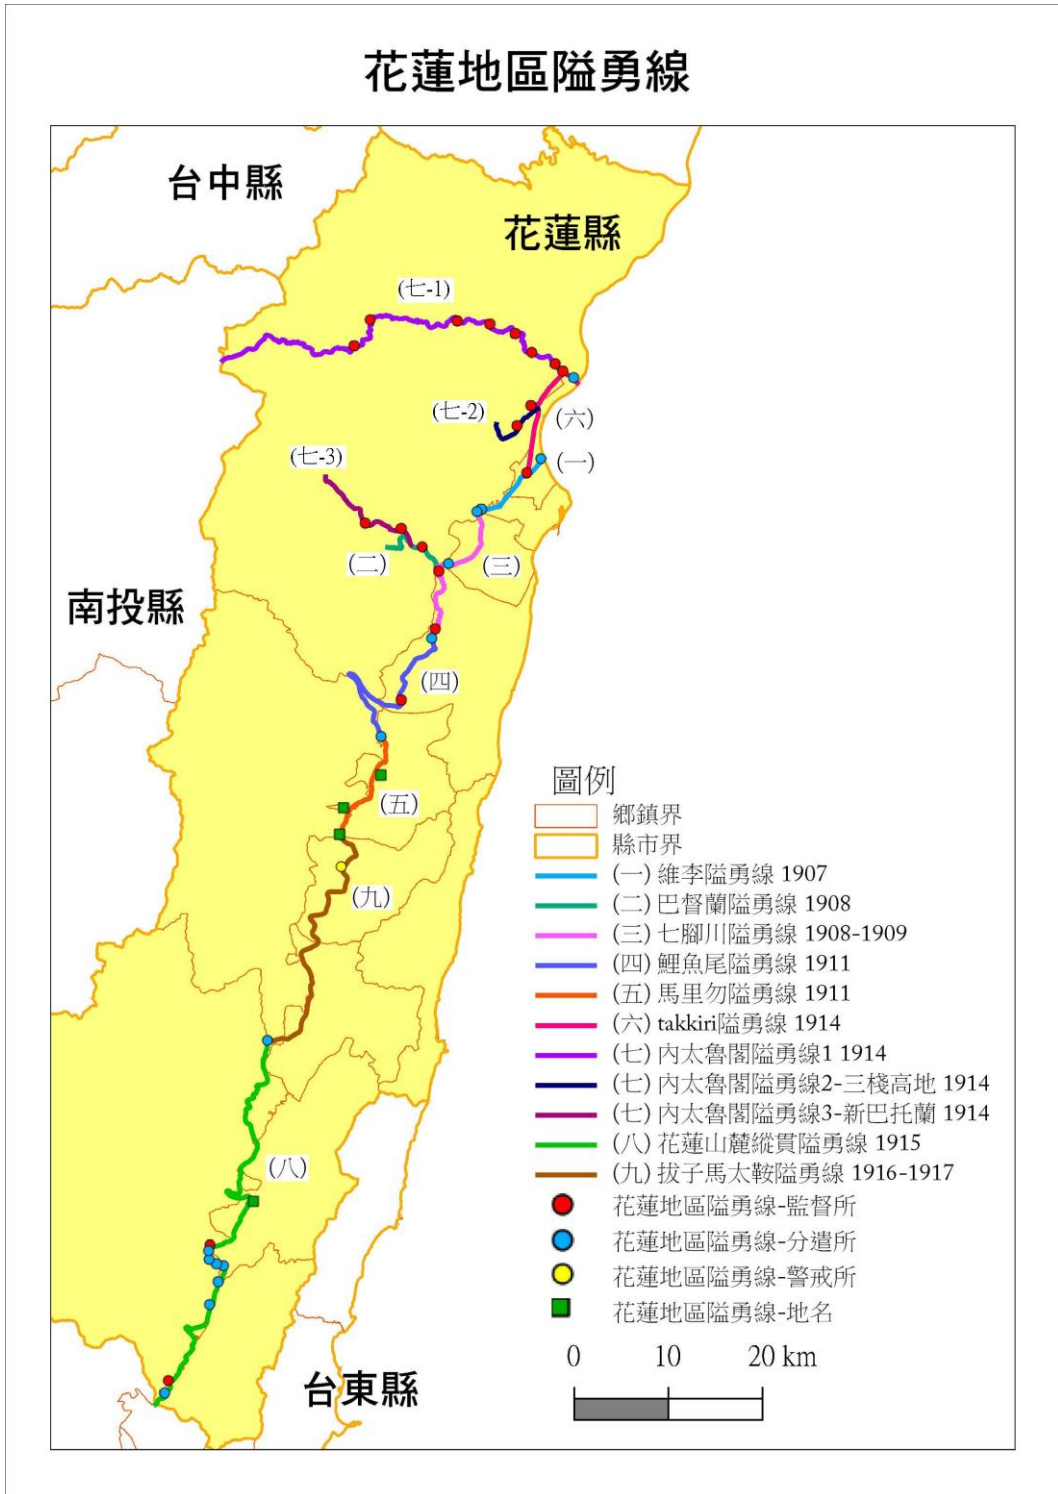 花蓮地區隘勇線
台中縣
花蓮縣
(七-1)
(七-2)
(六)
(一)
(七-3)
(二)
(三)
南投縣
(四)
(五)
(九)
(八)
台東縣
圖例
鄉鎮界
縣市界
(一) 維李隘勇線 1907
(二) 巴督蘭隘勇線 1908
(三) 七腳川隘勇線 1908-1909
(四) 鯉魚尾隘勇線 1911
(五) 馬里勿隘勇線 1911
(六) takkiri隘勇線 1914
(七) 內太魯閣隘勇線1 1914
(七) 內太魯閣隘勇線2-三棧高地 1914
(七) 內太魯閣隘勇線3-新巴托蘭 1914
(八) 花蓮山麓縱貫隘勇線 1915
(九) 拔子馬太鞍隘勇線 1916-1917
花蓮地區隘勇線-監督所
花蓮地區隘勇線-分遣所
花蓮地區隘勇線-警戒所
花蓮地區隘勇線-地名
0 10 20 km